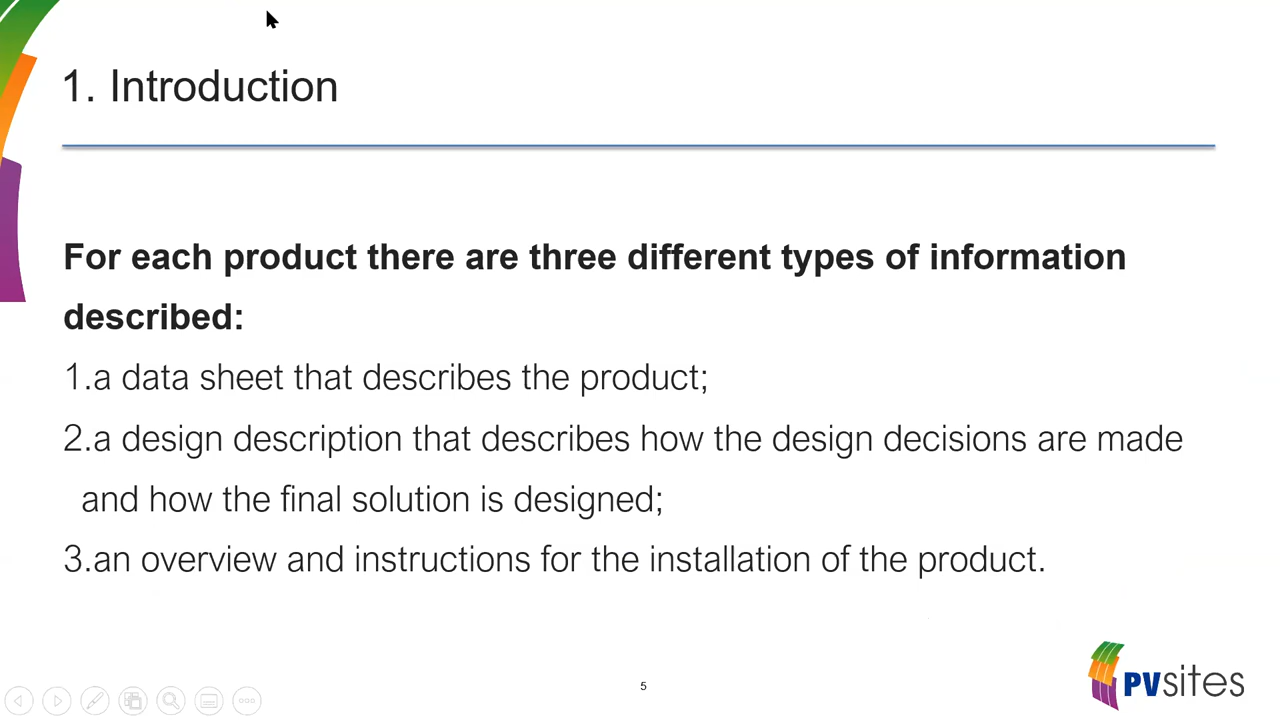 1. Introduction
For each product there are three different types of information
described:
1.a data sheet that describes the product;
2.a design description that describes how the design decisions are made
and how the final solution is designed;
3.an overview and instructions for the installation of the product.
5
PVsites